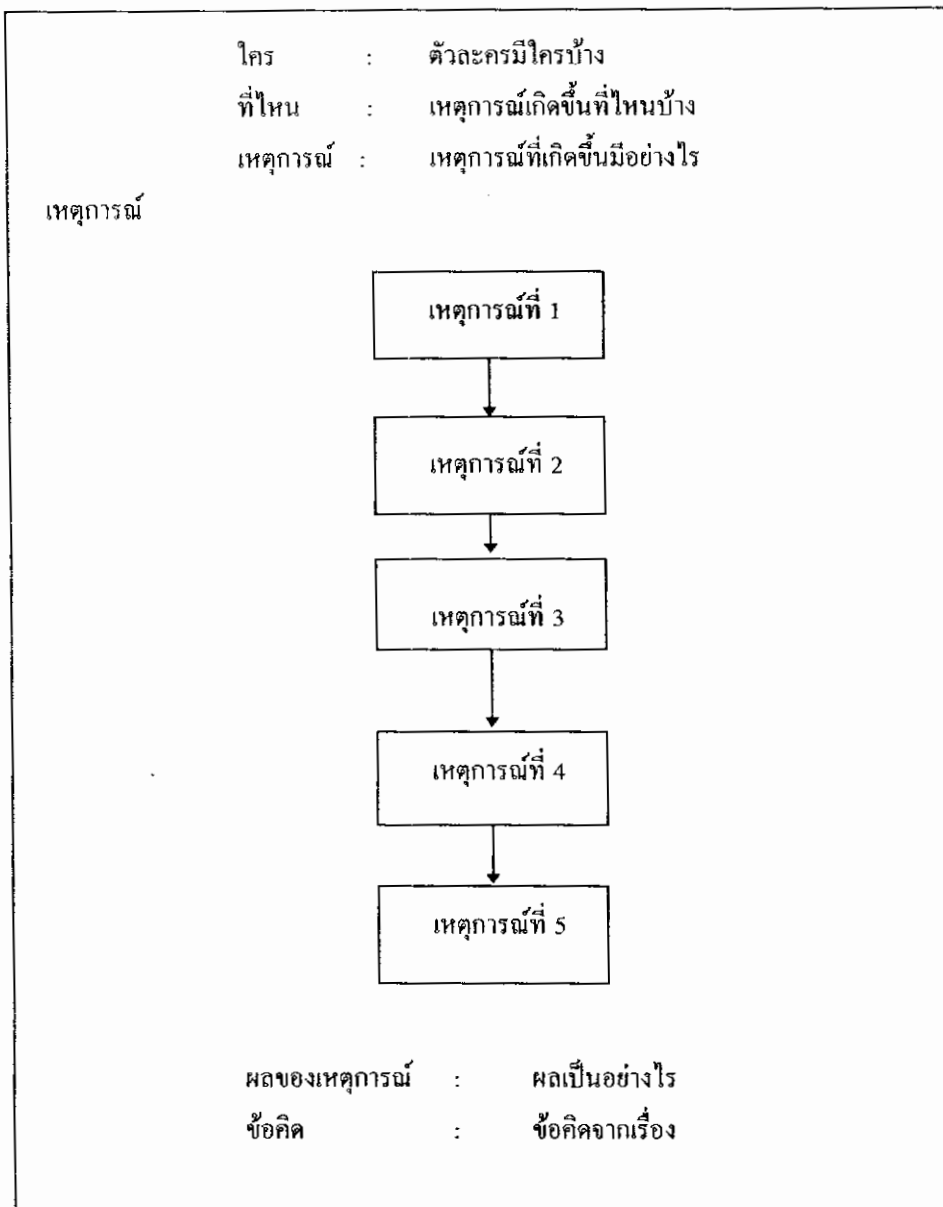 ใคร : ตัวละครมีใครบ้าง
ที่ไหน : เหตุการณ์เกิดขึ้นที่ไหนบ้าง
เหตุการณ์ : เหตุการณ์ที่เกิดขึ้นมีอย่างไร
เหตุการณ์
เหตุการณ์ที่ 1
เหตุการณ์ที่ 2
เหตุการณ์ที่ 3
เหตุการณ์ที่ 4
เหตุการณ์ที่ 5
ผลของเหตุการณ์ : ผลเป็นอย่างไร
ข้อคิด : ข้อคิดจากเรื่อง